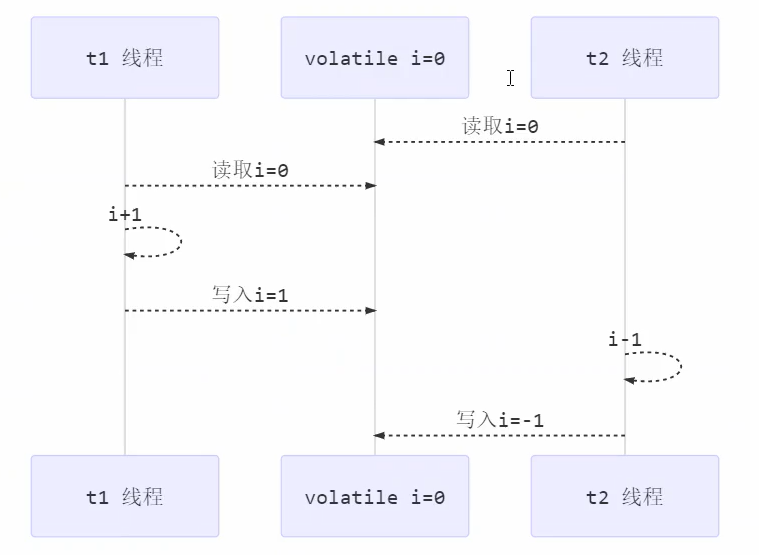 t1 线程
volatile i=0
t2 线程
读取i=0
读取i=0
i+1
写入i=1
i-1
写入i=-1
t1 线程
volatile i=0
t2 线程